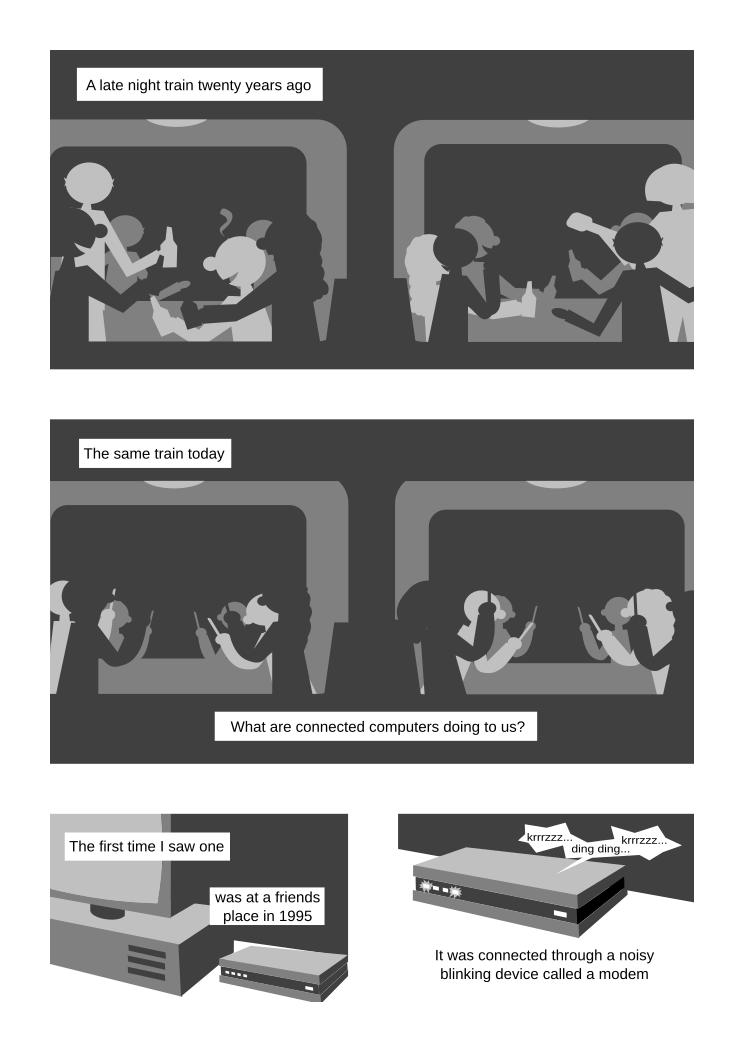 A late night train twenty years ago
The same train today
What are connected computers doing to us?
The first time I saw one
was at a friends
place in 1995
krrrzzz...
ding ding...
krrrzzz...
It was connected through a noisy
blinking device called a modem